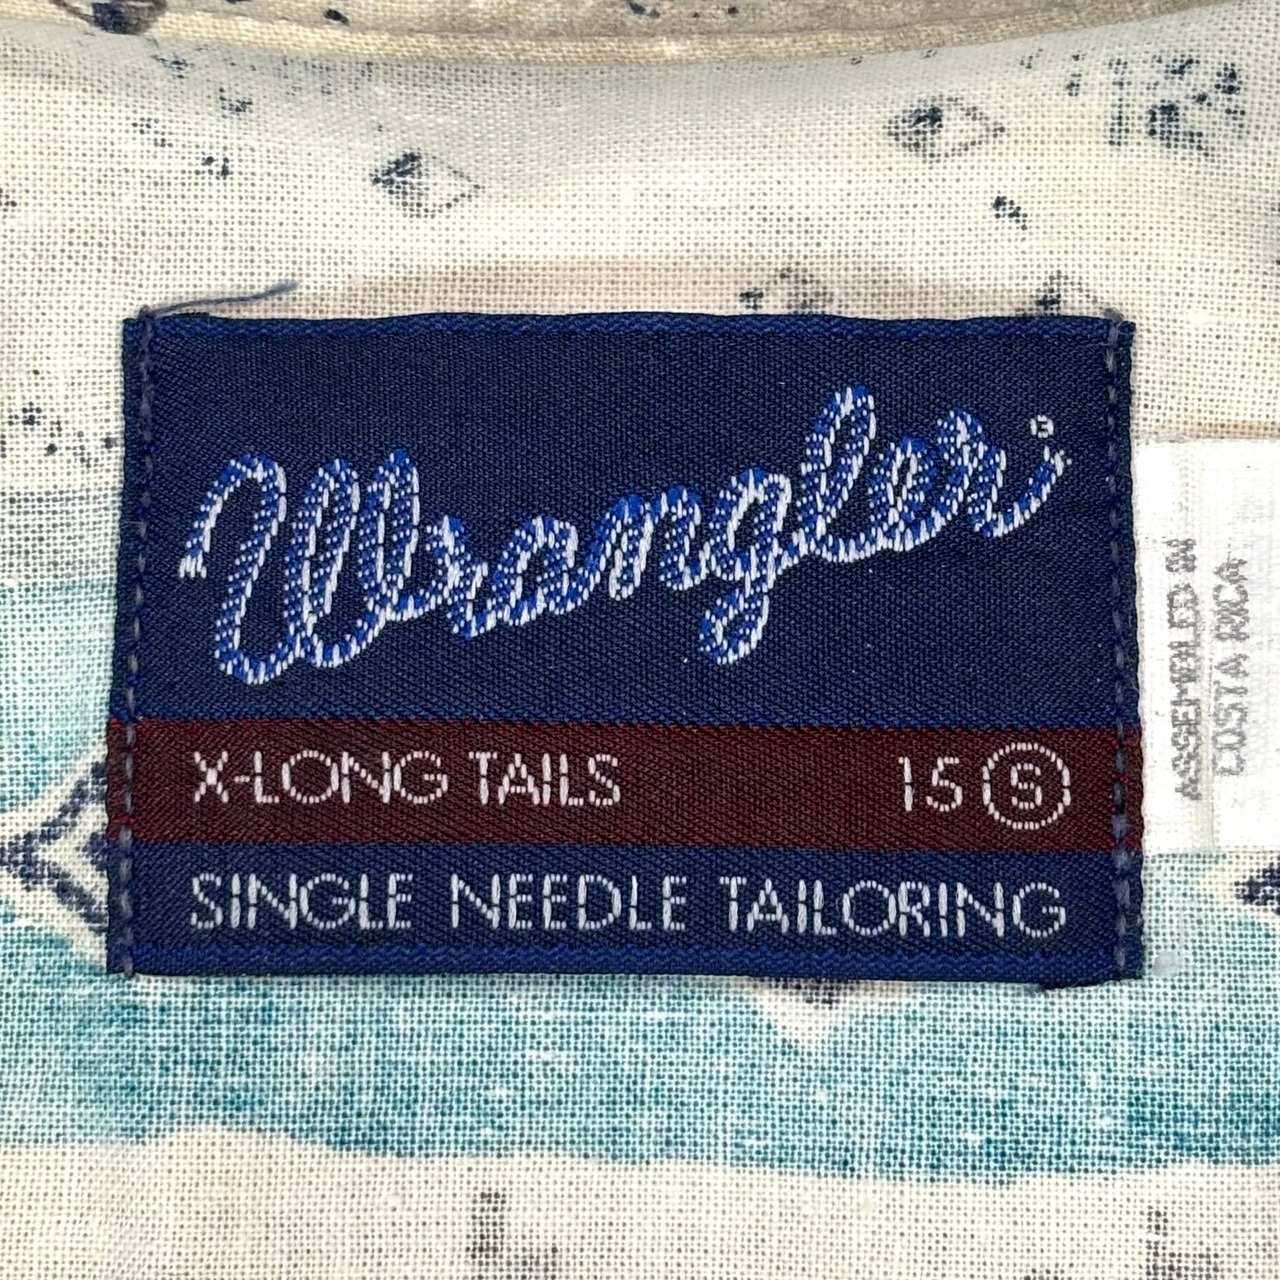 Wrangler®
X-LONG TAILS 15 Ⓢ
SINGLE NEEDLE TAILORING
ASSEMBLED IN
COSTA RICA